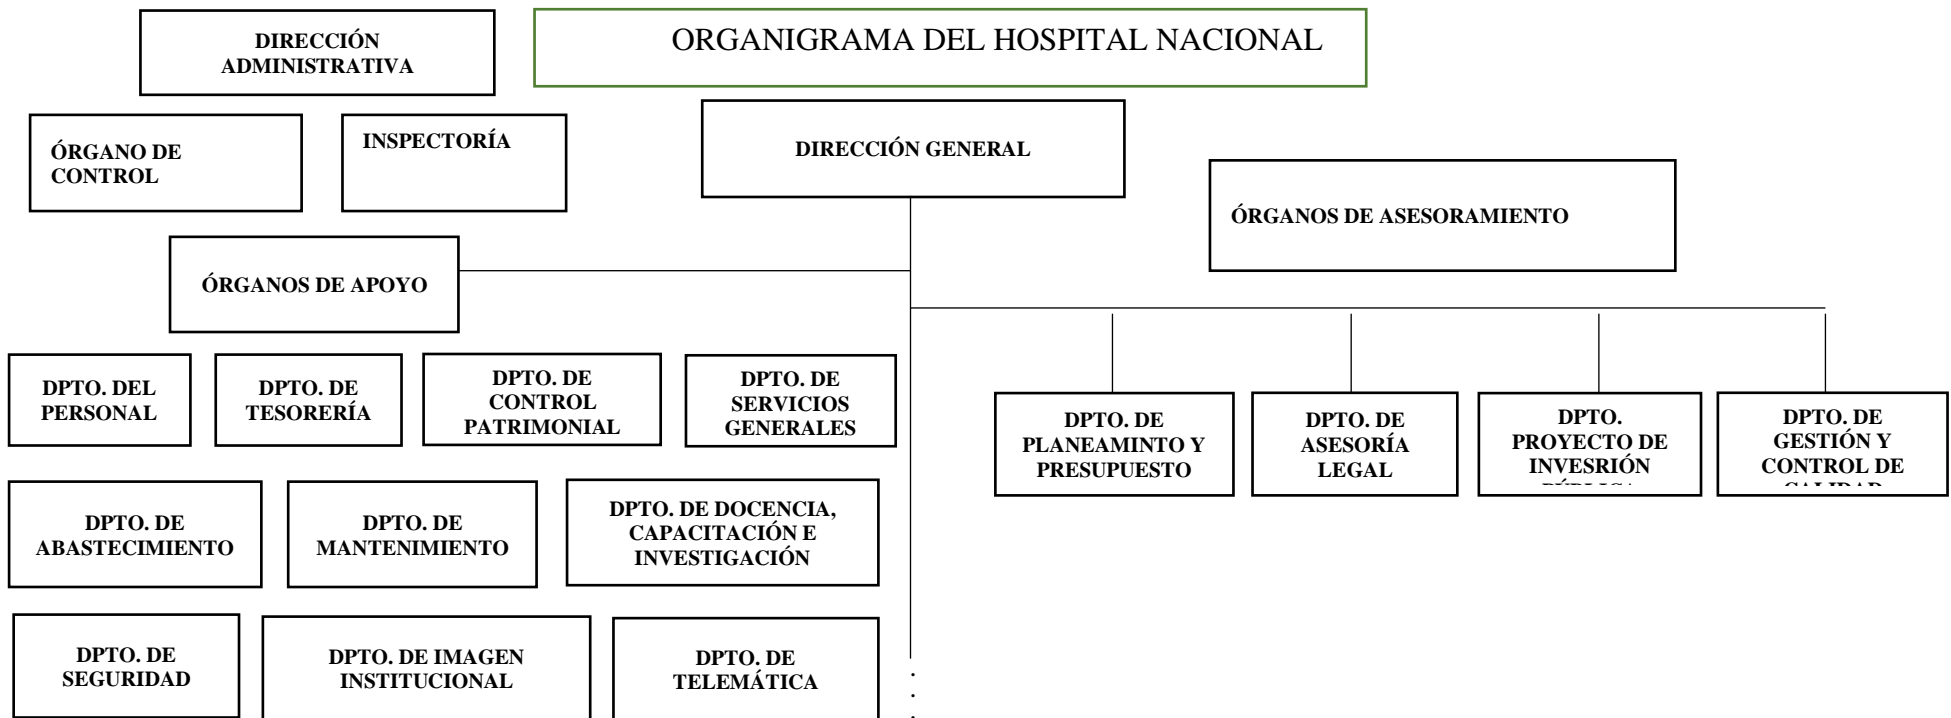 DIRECCIÓN
ADMINISTRATIVA
ORGANIGRAMA DEL HOSPITAL NACIONAL
ÓRGANO DE
CONTROL
INSPECTORÍA
DIRECCIÓN GENERAL
ÓRGANOS DE ASESORAMIENTO
ÓRGANOS DE APOYO
DPTO. DEL
PERSONAL
DPTO. DE
TESORERÍA
DPTO. DE
CONTROL
PATRIMONIAL
DPTO. DE
SERVICIOS
GENERALES
DPTO. DE
PLANEAMINTO Y
PRESUPUESTO
DPTO. DE
ASESORÍA
LEGAL
DPTO.
PROYECTO DE
INVESRIÓN
DPTO. DE
GESTIÓN Y
CONTROL DE
DPTO. DE
ABASTECIMIENTO
DPTO. DE
MANTENIMIENTO
DPTO. DE DOCENCIA,
CAPACITACIÓN E
INVESTIGACIÓN
DPTO. DE
SEGURIDAD
DPTO. DE IMAGEN
INSTITUCIONAL
DPTO. DE
TELEMÁTICA